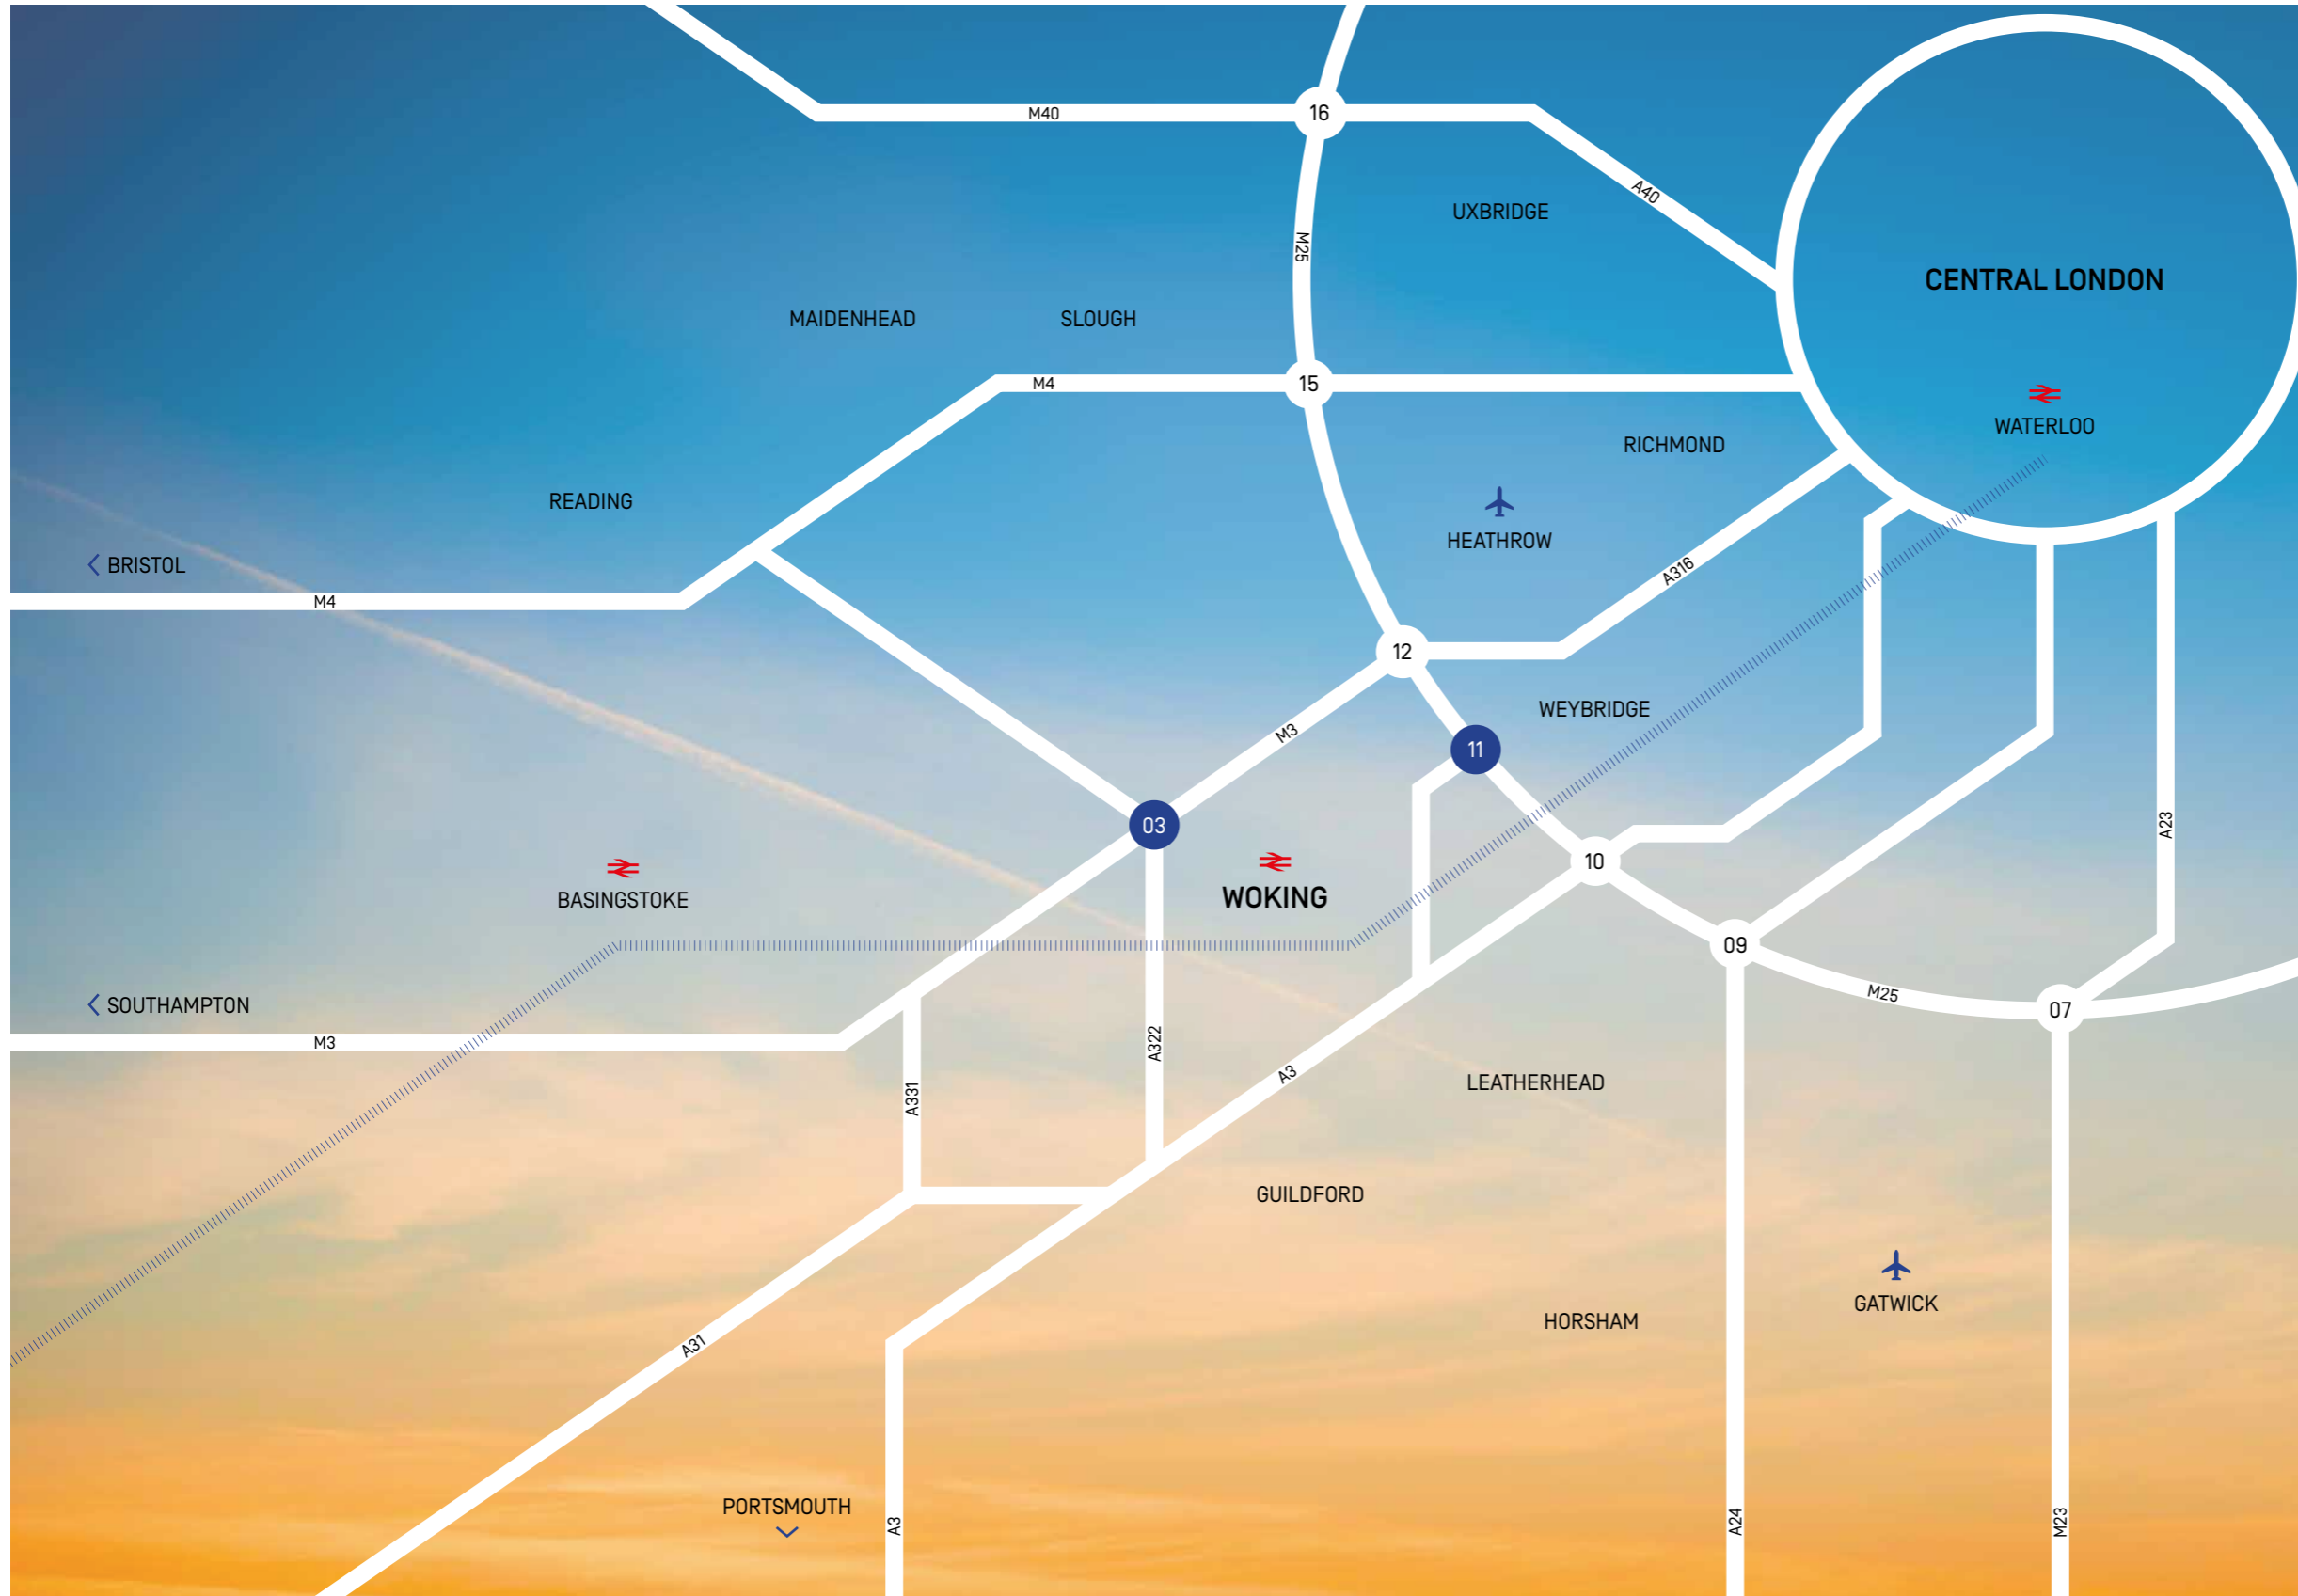 M40
16
A40
UXBRIDGE
M25
CENTRAL LONDON
MAIDENHEAD
SLOUGH
M4
15
WATERLOO
RICHMOND
READING
HEATHROW
BRISTOL
A316
M4
12
WEYBRIDGE
M3
11
03
A23
10
WOKING
BASINGSTOKE
09
M25
SOUTHAMPTON
07
M3
A322
A3
LEATHERHEAD
A331
GUILDFORD
GATWICK
HORSHAM
A31
PORTSMOUTH
A3
A24
M23